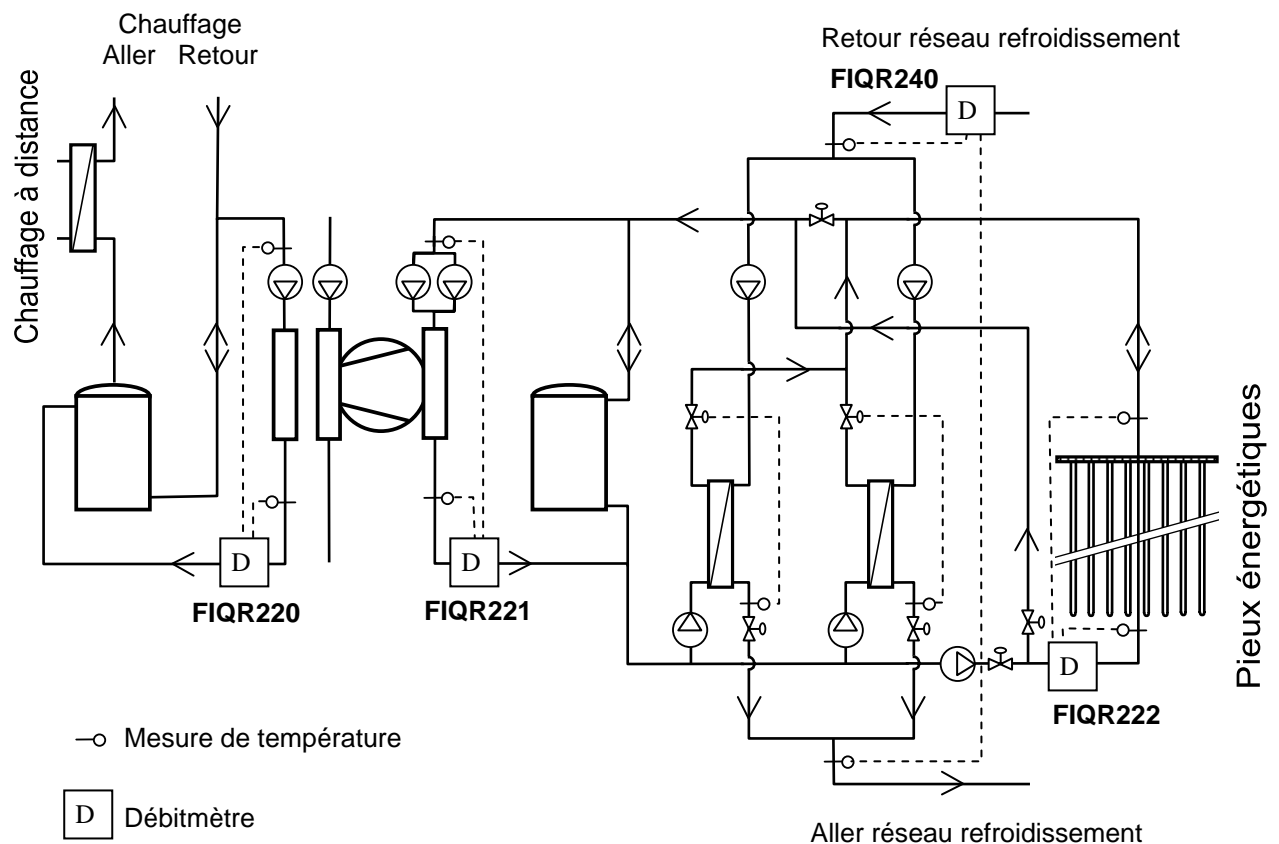 Chauffage
Aller Retour
Chauffage à distance
Retour réseau refroidissement
FIQR240
D
D
FIQR220
D
FIQR221
D
FIQR222
Pieux énergétiques
Mesure de température
D Débitmètre
Aller réseau refroidissement